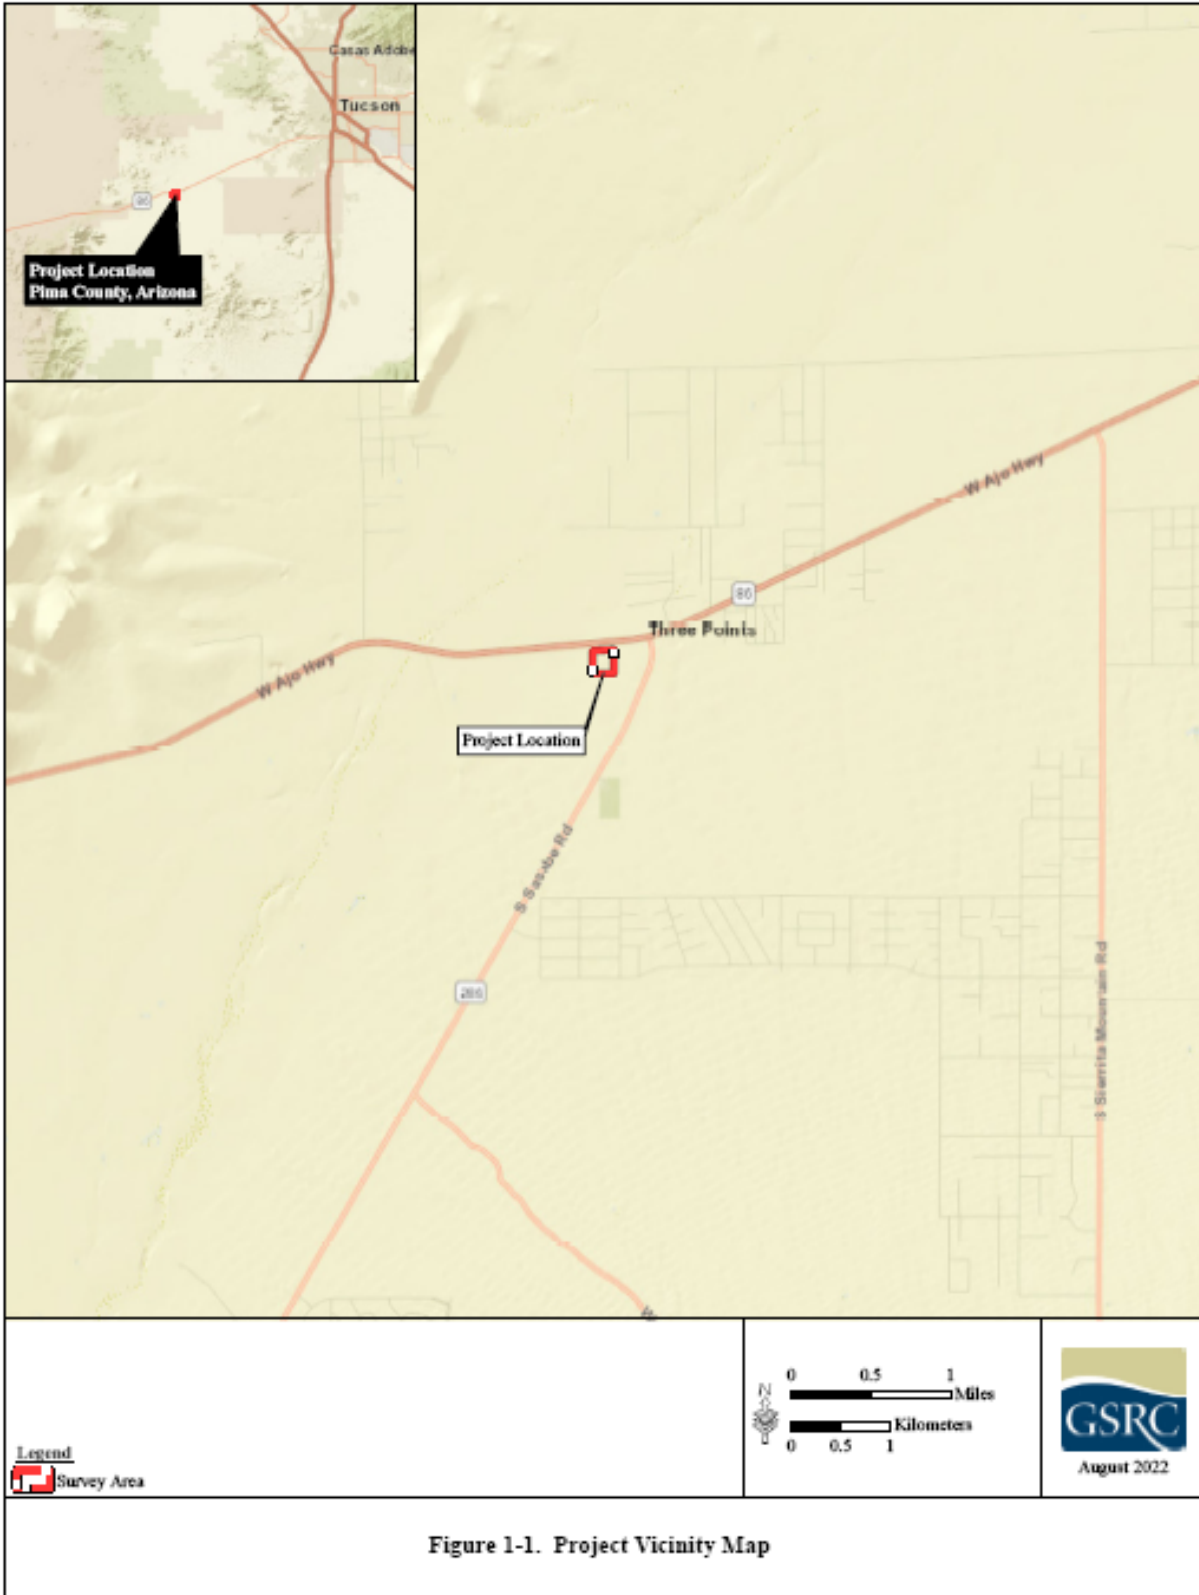 Casas Adobe
Tucson
86
Project Location
Pima County, Arizona
W Ajo Hwy
86
Three Points
W Ajo Hwy
Project Location
S Sasabe Rd
286
S Sierrita Mountain Rd
0 0.5 1
Miles
N
Kilometers
0 0.5 1
GSRC
August 2022
Legend
Survey Area
Figure 1-1. Project Vicinity Map